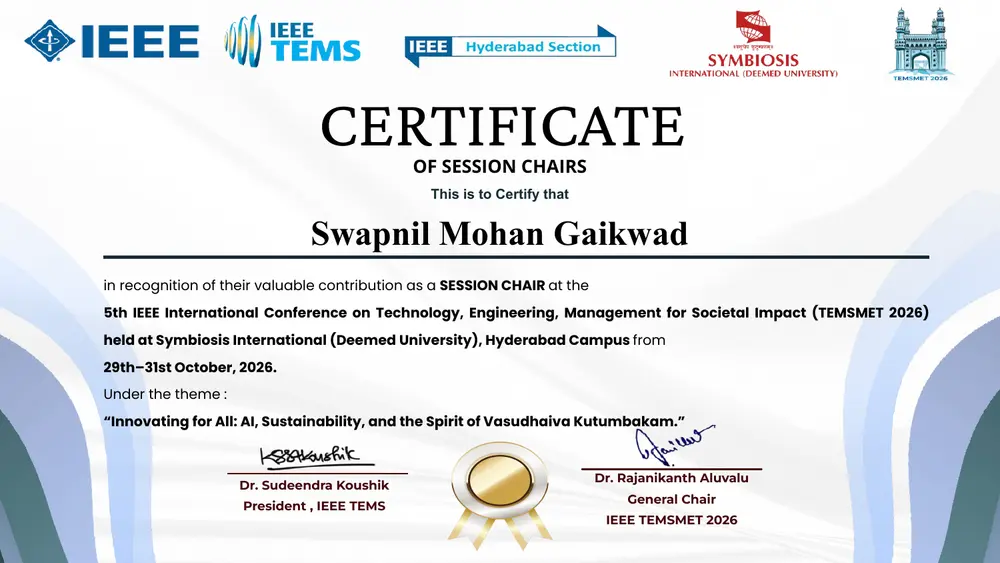 IEEE
IEEE
TEMS
IEEE Hyderabad Section
SYMBIOSIS
INTERNATIONAL (DEEMED UNIVERSITY)
TEMSMET 2026
CERTIFICATE
OF SESSION CHAIRS
This is to Certify that
Swapnil Mohan Gaikwad
in recognition of their valuable contribution as a SESSION CHAIR at the
5th IEEE International Conference on Technology, Engineering, Management for Societal Impact (TEMSMET 2026)
held at Symbiosis International (Deemed University), Hyderabad Campus from
29th–31st October, 2026.
Under the theme :
“Innovating for All: AI, Sustainability, and the Spirit of Vasudhaiva Kutumbakam.”
Dr. Sudeendra Koushik
President , IEEE TEMS
Dr. Rajanikanth Aluvalu
General Chair
IEEE TEMSMET 2026